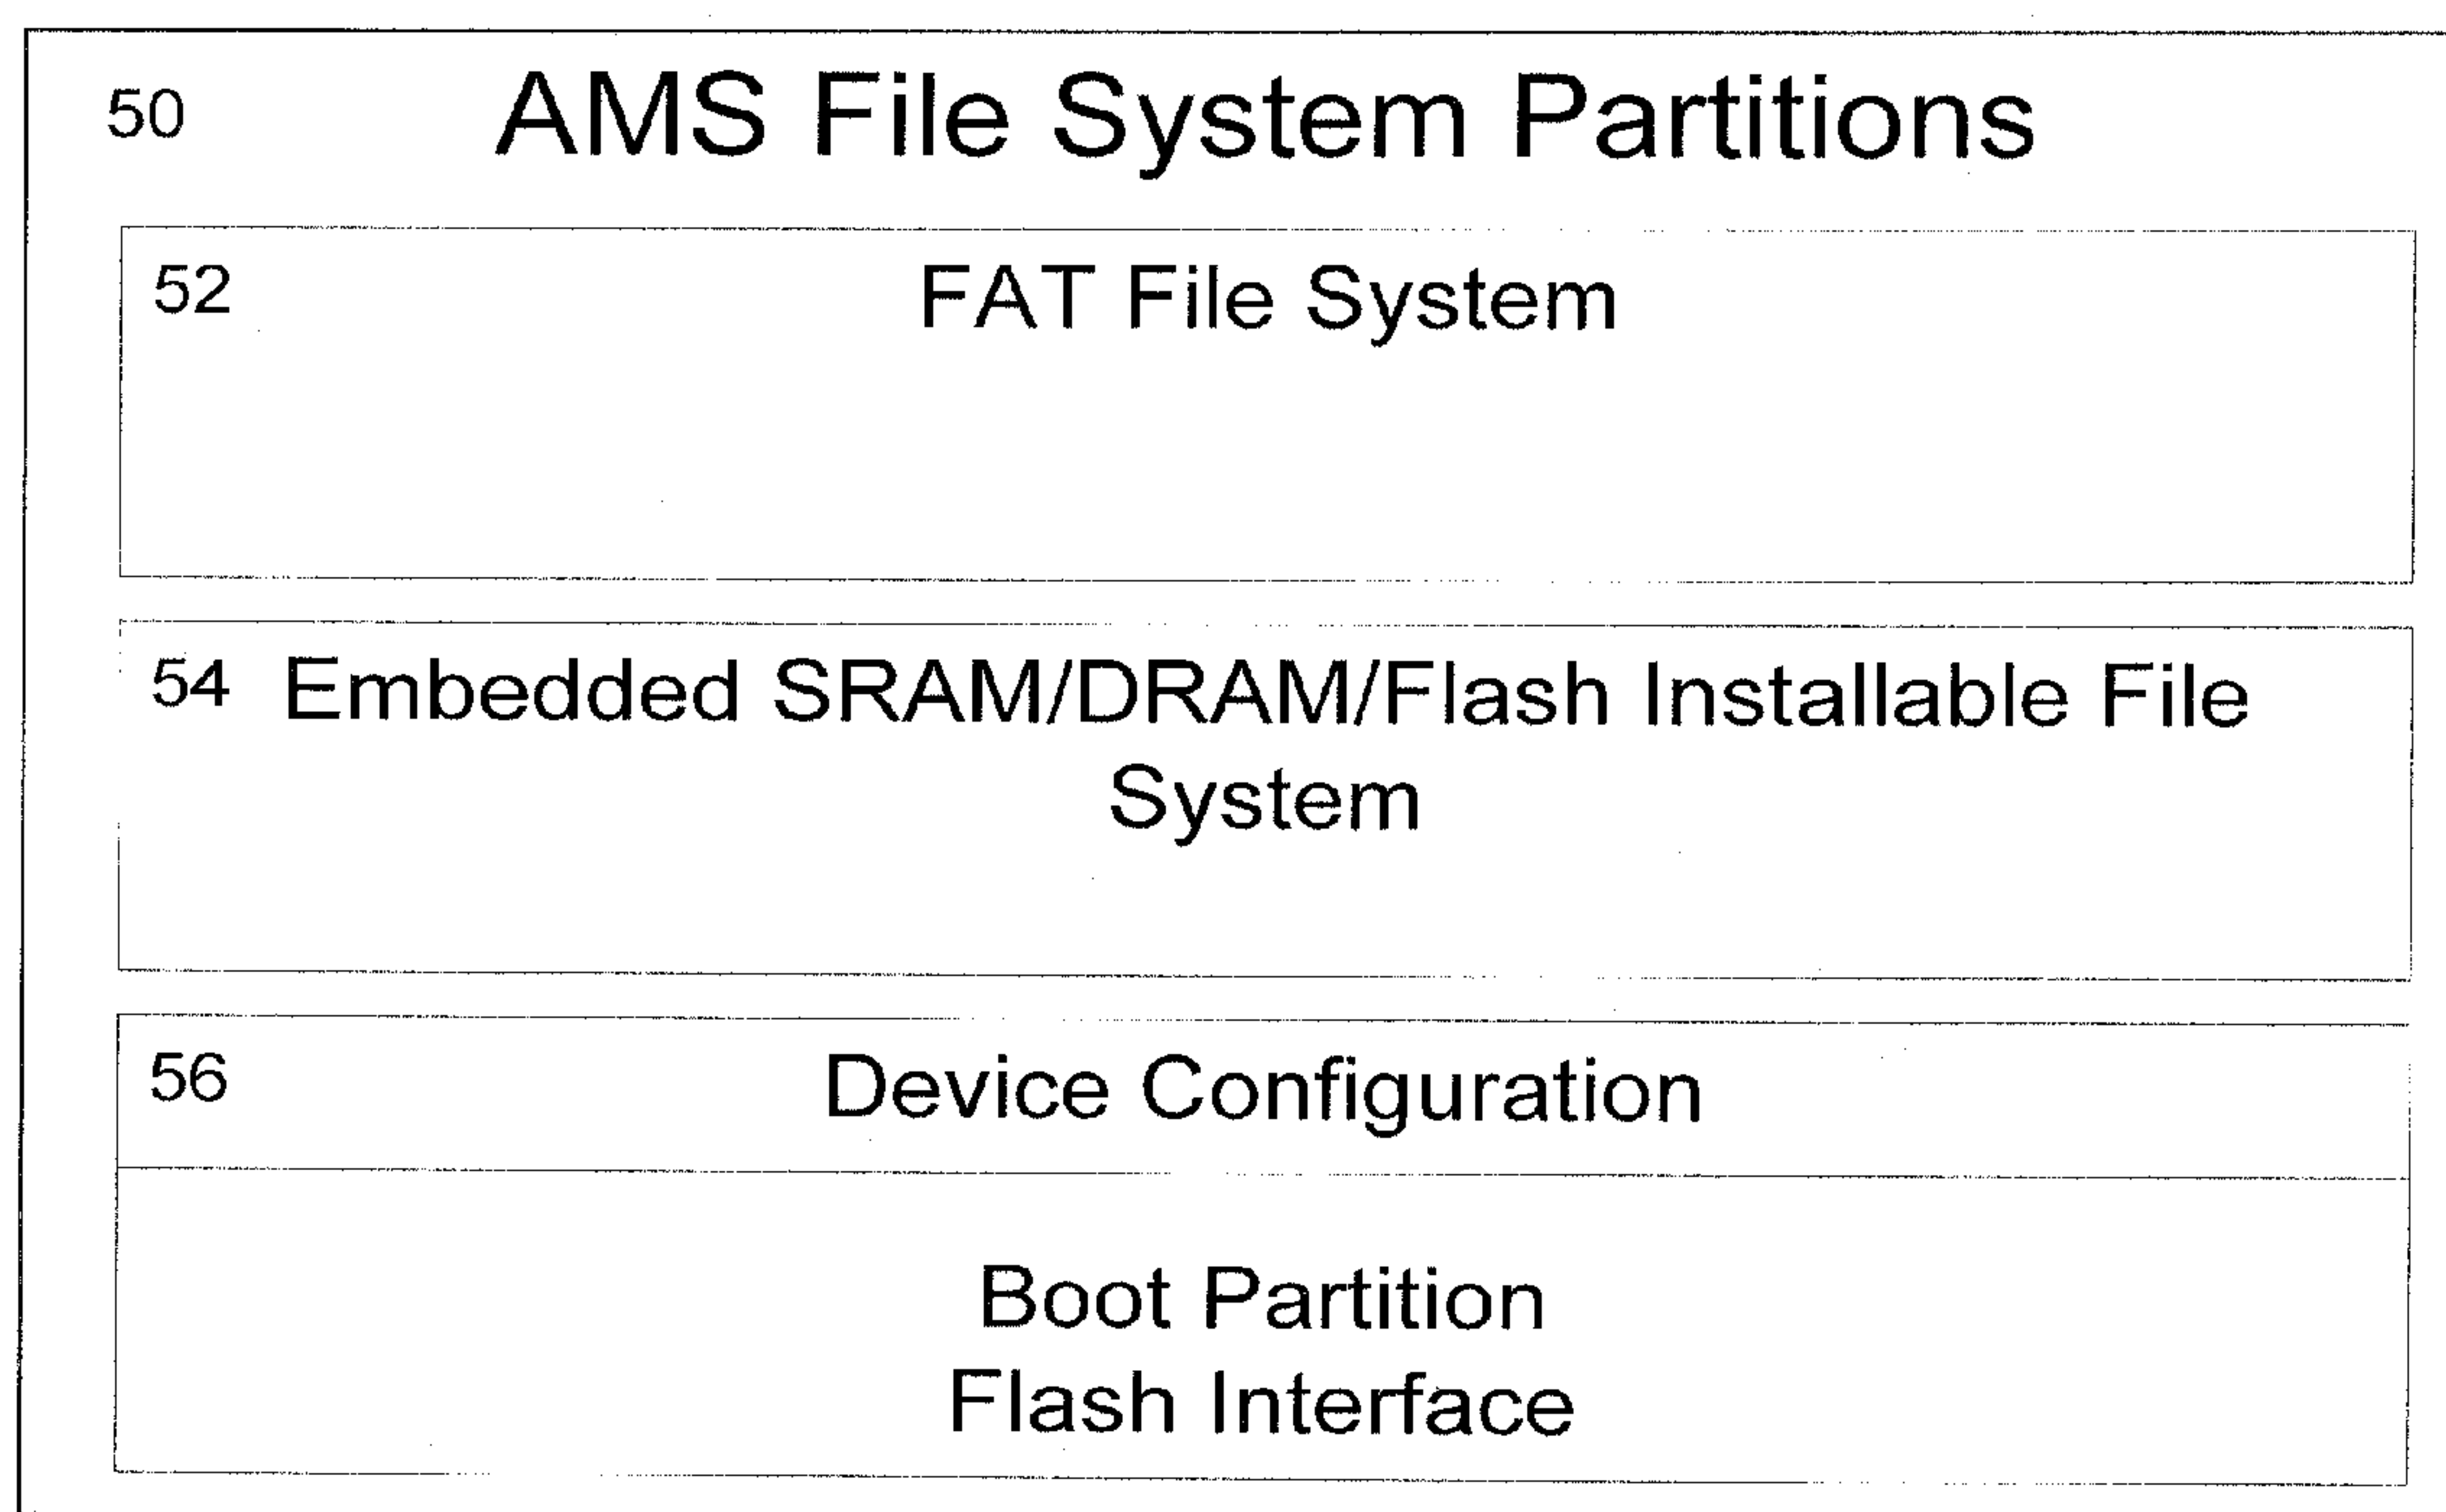 50 AMS File System Partitions
52 FAT File System
54 Embedded SRAM/DRAM/Flash Installable File
System
56 Device Configuration
Boot Partition
Flash Interface